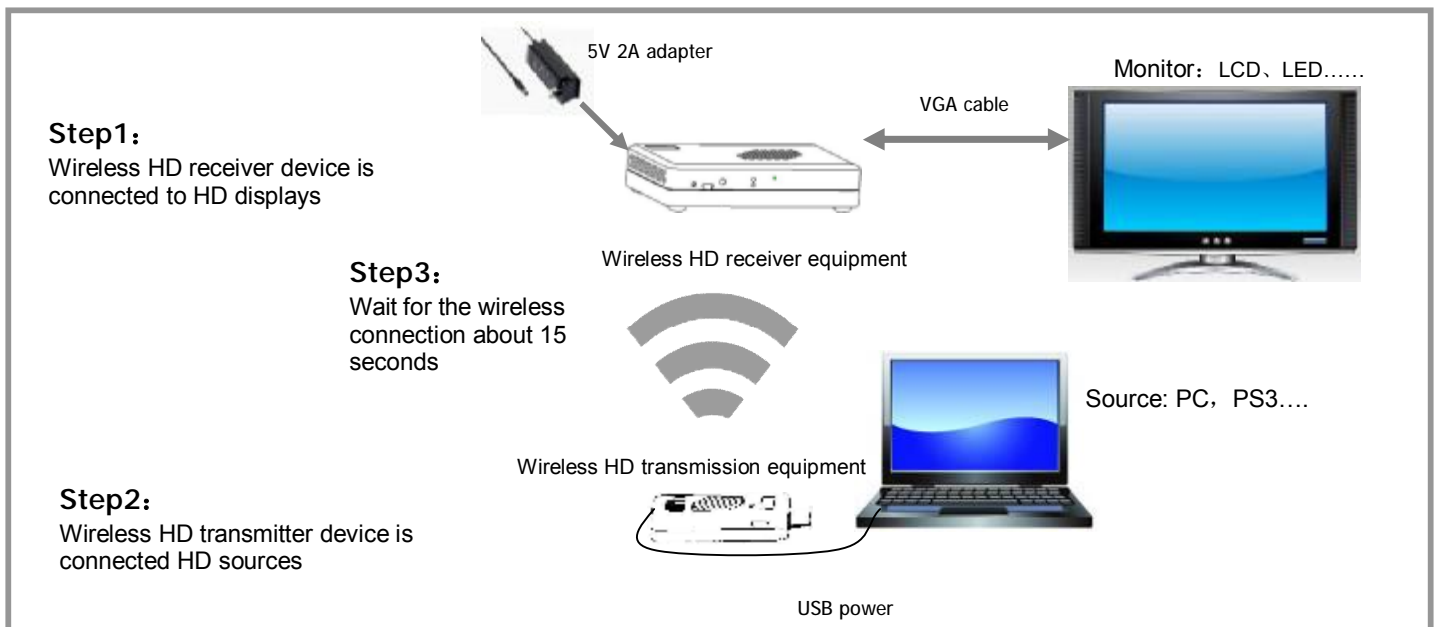 5V 2A adapter
Monitor：LCD、LED……
VGA cable
Step1：
Wireless HD receiver device is
connected to HD displays
Wireless HD receiver equipment
Step3：
Wait for the wireless
connection about 15
seconds
Source: PC，PS3….
Wireless HD transmission equipment
Step2：
Wireless HD transmitter device is
connected HD sources
USB power